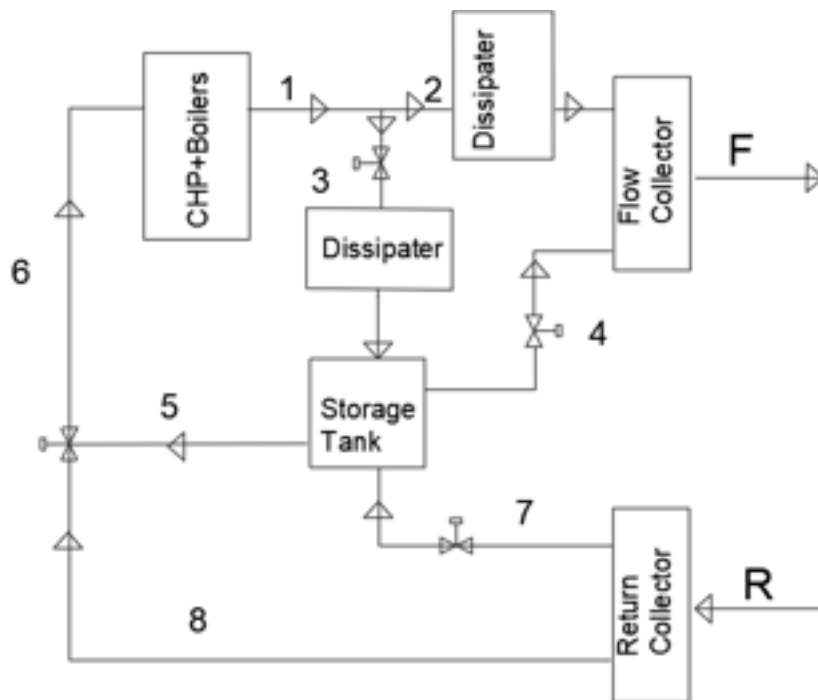 1
2
CHP+Boilers
Dissipater
Flow
Collector
F
3
Dissipater
6
4
5
Storage
Tank
7
Return
Collector
R
8